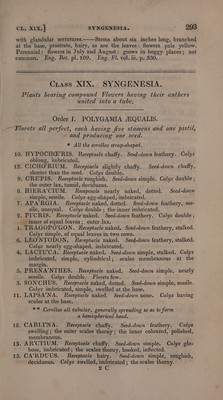 CL. XIX.] SYNGENESIA. 293
with glandular serratures.—Stems about six inches long, branched
at the base, prostrate, hairy, as are the leaves: flowers pale yellow.
Perennial: flowers in July and August: grows in boggy places; not
common. Eng. Bot. pl. 109. Eng. Fl. vol. iii. p. 330.
CLASS XIX. SYNGENESIA.
Plants bearing compound Flowers having their anthers
united into a tube.
Order I. POLYGAMIA ÆQUALIS.
Florets all perfect, each having five stamens and one pistil,
and producing one seed.
* All the corollas strap-shaped.
10. HYPOCHŒRIS. Receptacle chaffy. Seed-down feathery. Calyx
oblong, imbricated.
12. CICHORIUM. Receptacle slightly chaffy. Seed-down chaffy,
shorter than the seed. Calyx double.
9. CREPIS. Receptacle roughish. Seed-down simple. Calyx double;
the outer lax, tumid, deciduous.
8. HIERACIUM. Receptacle nearly naked, dotted. Seed-down
simple, sessile. Calyx egg-shaped, imbricated.
7. APARGIA. Receptacle naked, dotted. Seed-down feathery, ses-
sile, unequal. Calyx double; the inner imbricated.
2. PICRIS. Receptacle naked. Seed-down feathery. Calyx double;
inner of equal leaves; outer lax.
1. TRAGOPOGON. Receptacle naked. Seed-down feathery, stalked.
Calyx simple, of equal leaves in two rows.
6. LEONTODON. Receptacle naked. Seed-down feathery, stalked.
Calyx nearly egg-shaped, imbricated.
4. LACTUCA. Receptacle naked. Seed-down simple, stalked. Calyx
imbricated, simple, cylindrical; scales membranous at the
margin.
5. PRENANTHES. Receptacle naked. Seed-down simple, nearly
sessile. Calyx double. Florets few.
3. SONCHUS. Receptacle naked, dotted. Seed-down simple, sessile.
Calyx imbricated, simple, swelled at the base.
11. LAPSANA. Receptacle naked. Seed-down none. Calyx having
scales at the base.
** Corollas all tubular, generally spreading so as to form
a hemispherical head.
16. CARLINA. Receptacle chaffy. Seed-down feathery. Calyx
swelling; the outer scales thorny; the inner coloured, polished,
membranous.
14. ARCTIUM. Receptacle chaffy. Seed-down simple. Calyx glo-
bose, imbricated; the scales thorny, hooked, inflected.
13. CARDUUS. Receptacle hairy. Seed-down simple, roughish,
deciduous. Calyx swelled, imbricated; the scales thorny.
2 C